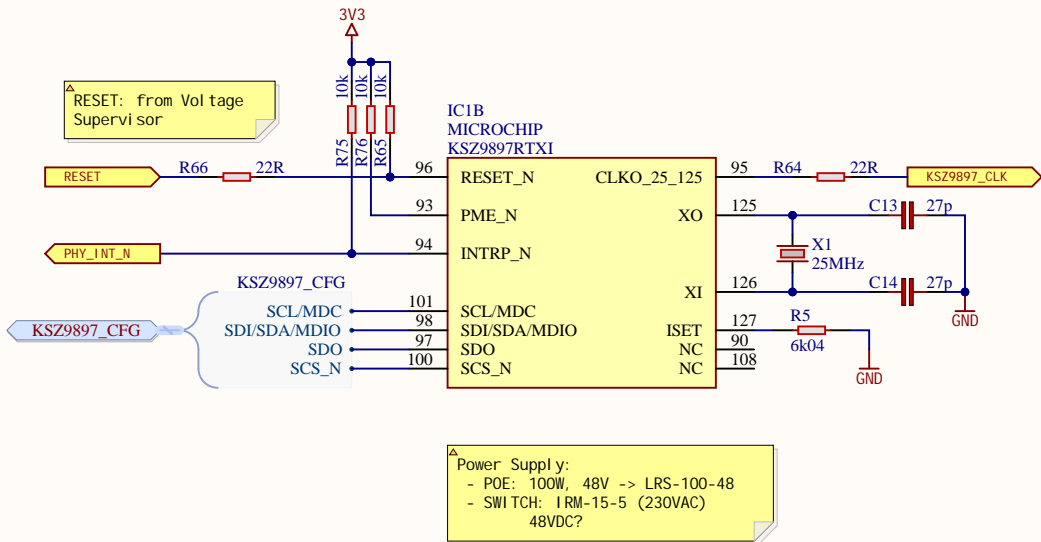 3V3
RESET: from Voltage
Supervisor
10k
10k
10k
R75
R76
R65
IC1B
MICROCHIP
KSZ9897RTXI
RESET
R66
22R
96
RESET_N
CLKO_25_125
95
R64
22R
KSZ9897_CLK
93
PME_N
XO
125
C13
27p
PHY_INT_N
94
INTRP_N
X1
25MHz
KSZ9897_CFG
XI
126
C14
27p
GND
KSZ9897_CFG
SCL/MDC
101
SCL/MDC
SDI/SDA/MDIO
98
SDI/SDA/MDIO
ISET
127
R5
6k04
GND
SDO
97
SDO
NC
90
SCS_N
100
SCS_N
NC
108
Power Supply:
- POE: 100W, 48V -> LRS-100-48
- SWITCH: IRM-15-5 (230VAC)
48VDC?